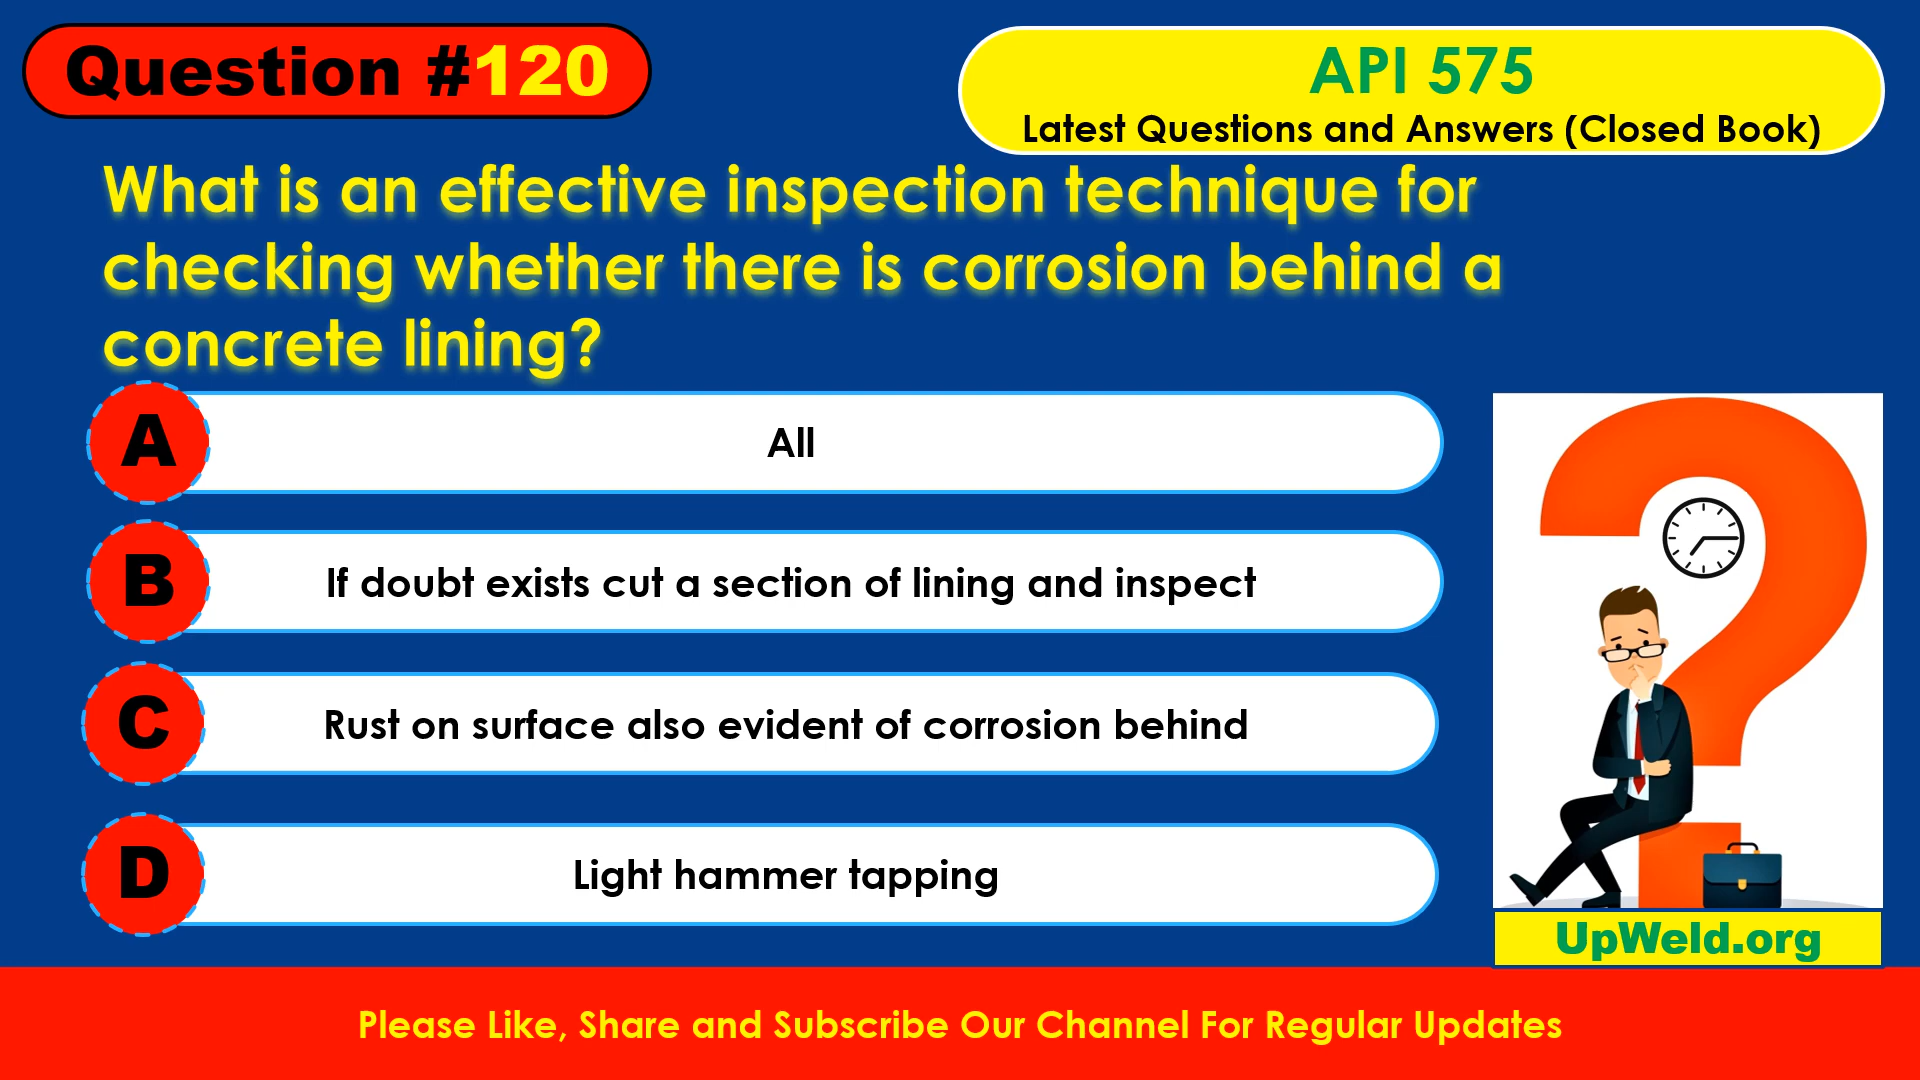 Question #120
API 575
Latest Questions and Answers (Closed Book)
What is an effective inspection technique for
checking whether there is corrosion behind a
concrete lining?
A
All
B
If doubt exists cut a section of lining and inspect
C
Rust on surface also evident of corrosion behind
D
Light hammer tapping
UpWeld.org
Please Like, Share and Subscribe Our Channel For Regular Updates